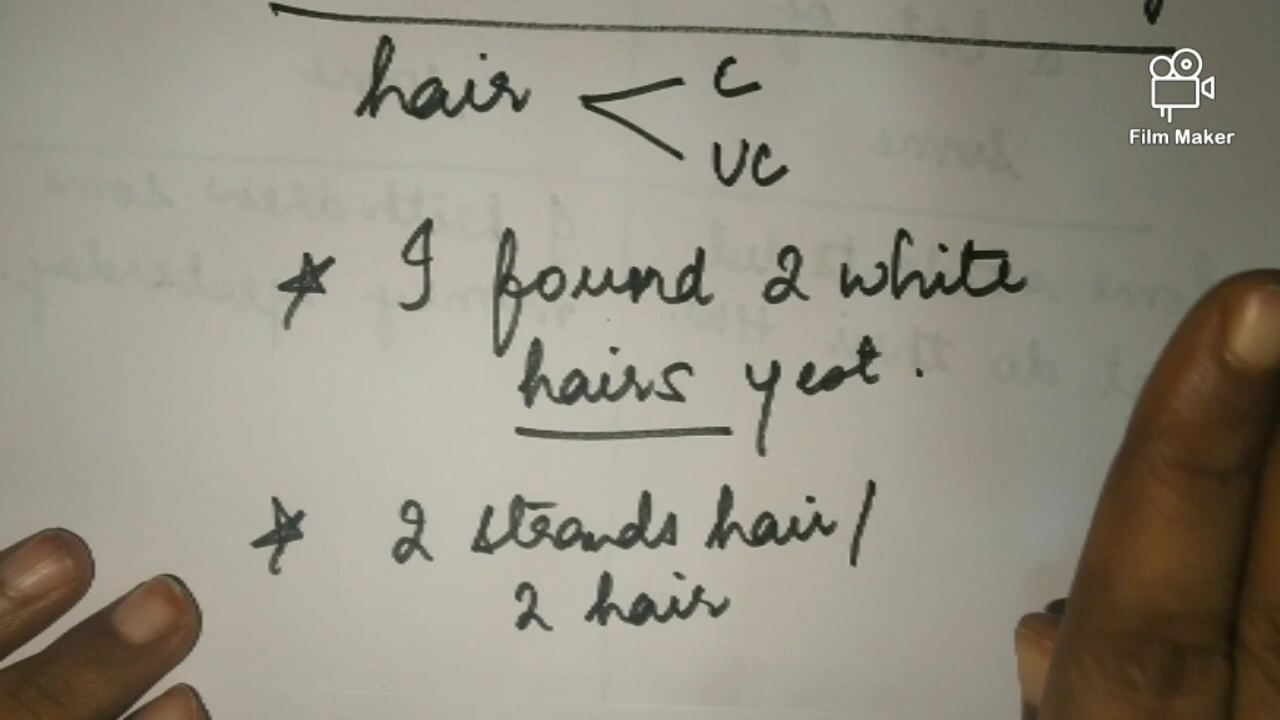 hair < C
UC
Film Maker
* I found 2 white
hairs yest.
* 2 strands hair/
2 hair